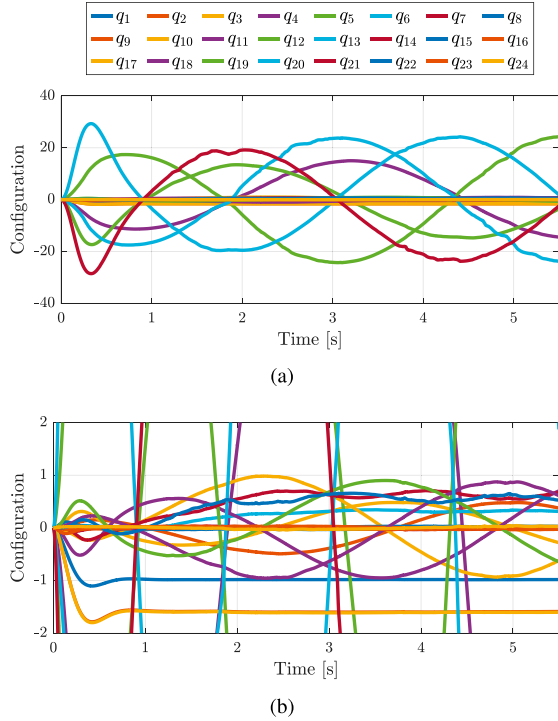 q1 q2 q3 q4 q5 q6 q7 q8
q9 q10 q11 q12 q13 q14 q15 q16
q17 q18 q19 q20 q21 q22 q23 q24
40
20
0
-20
-40
Configuration
0 1 2 3 4 5
Time [s]
(a)
2
1
0
-1
-2
Configuration
0 1 2 3 4 5
Time [s]
(b)